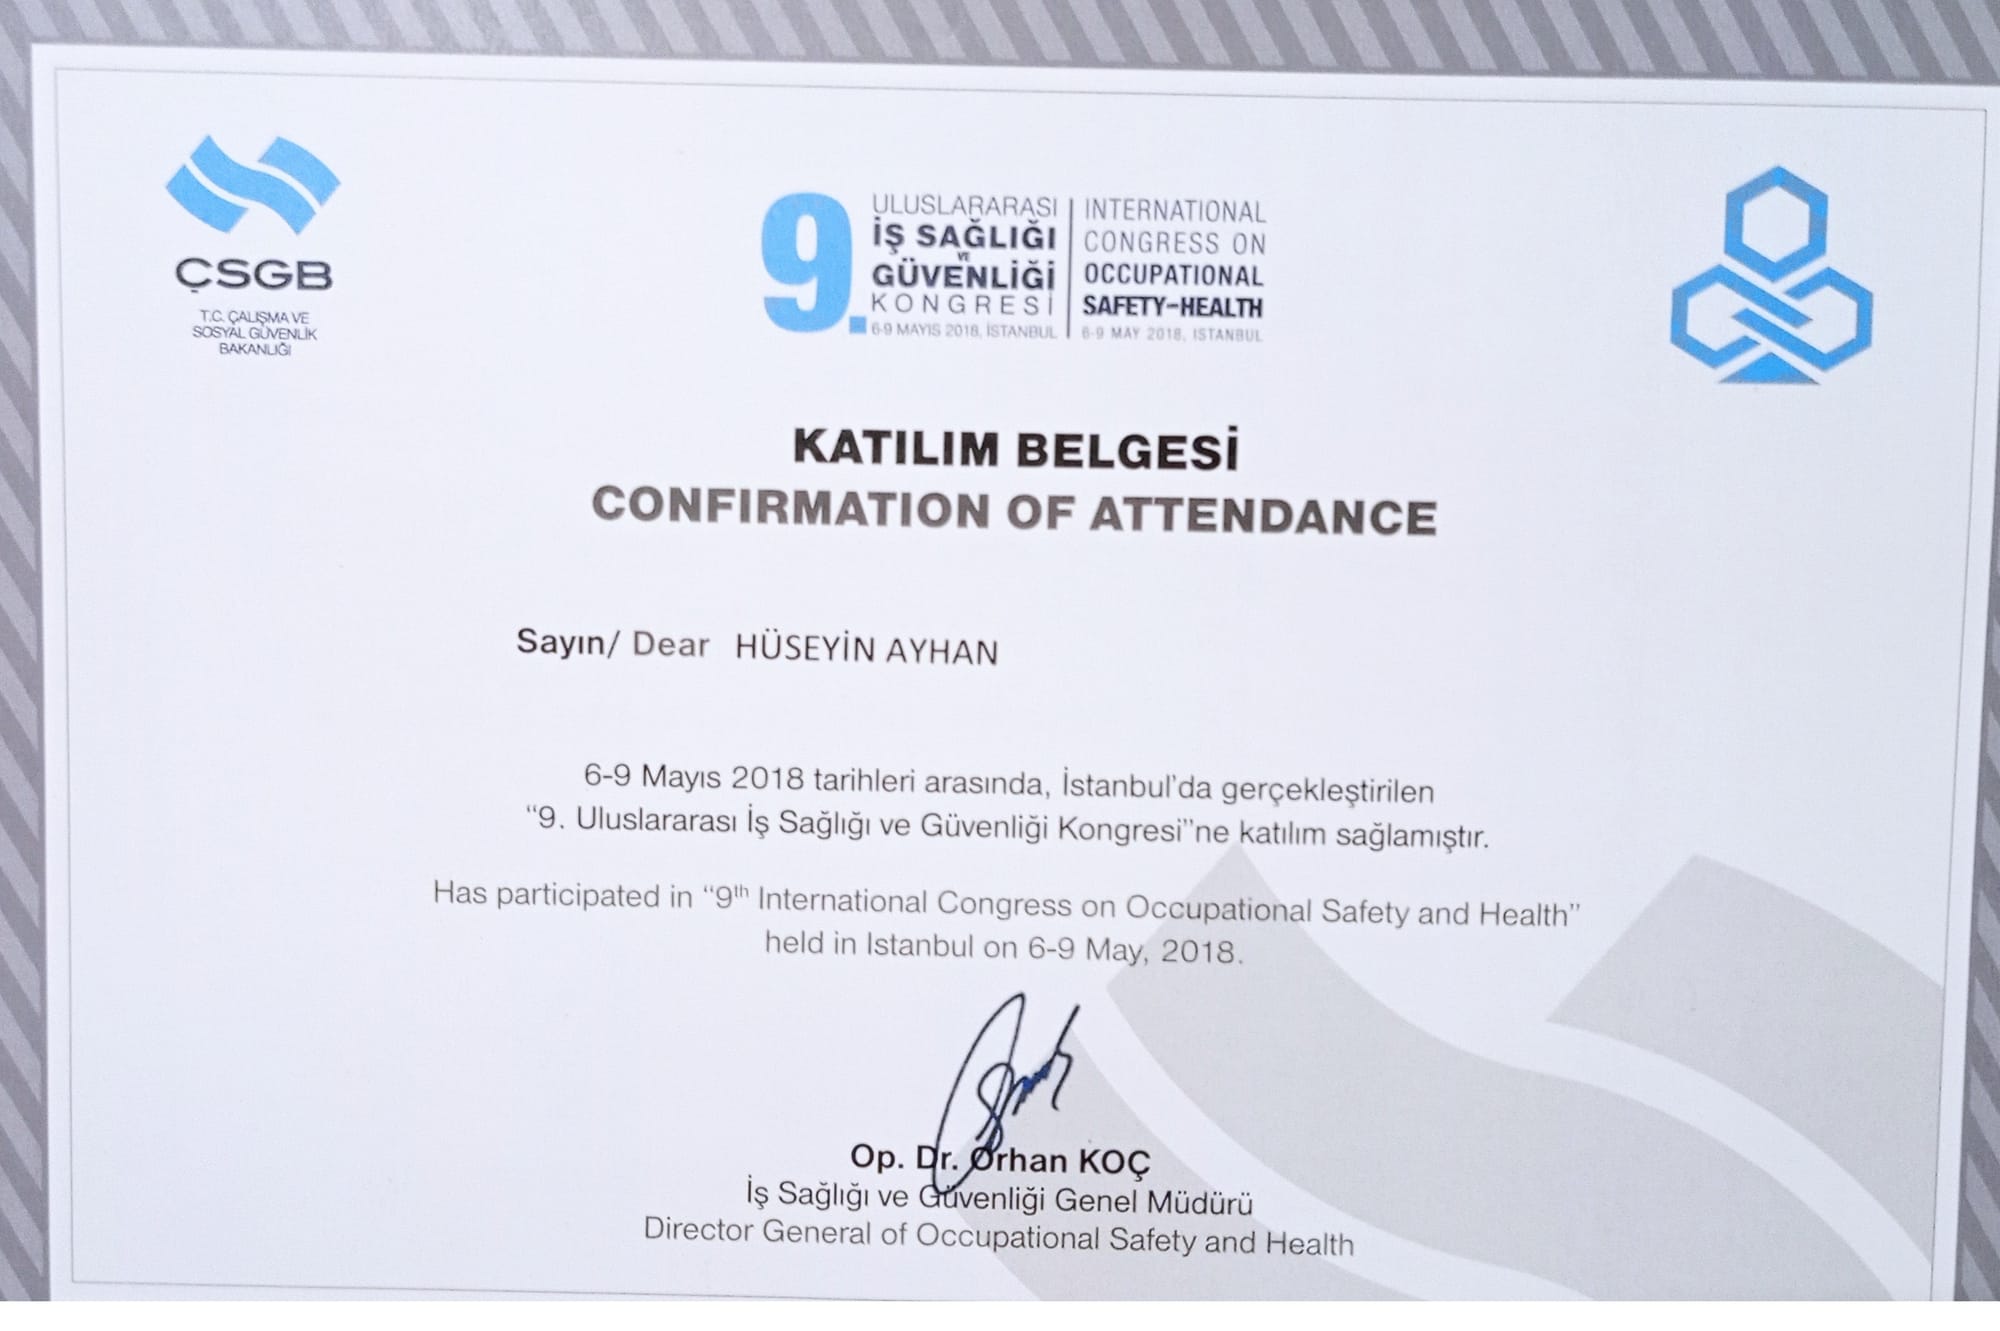 ÇSGB
T.C. ÇALIŞMA VE
SOSYAL GÜVENLİK
BAKANLIĞI
9.
ULUSLARARASI
İŞ SAĞLIĞI
VE
GÜVENLİĞİ
KONGRESİ
6-9 MAYIS 2018, İSTANBUL
INTERNATIONAL
CONGRESS ON
OCCUPATIONAL
SAFETY-HEALTH
6-9 MAY 2018, ISTANBUL
KATILIM BELGESİ
CONFIRMATION OF ATTENDANCE
Sayın/ Dear HÜSEYİN AYHAN
6-9 Mayıs 2018 tarihleri arasında, İstanbul'da gerçekleştirilen
“9. Uluslararası İş Sağlığı ve Güvenliği Kongresi”ne katılım sağlamıştır.
Has participated in “9th International Congress on Occupational Safety and Health”
held in Istanbul on 6-9 May, 2018.
Op. Dr. Orhan KOÇ
İş Sağlığı ve Güvenliği Genel Müdürü
Director General of Occupational Safety and Health